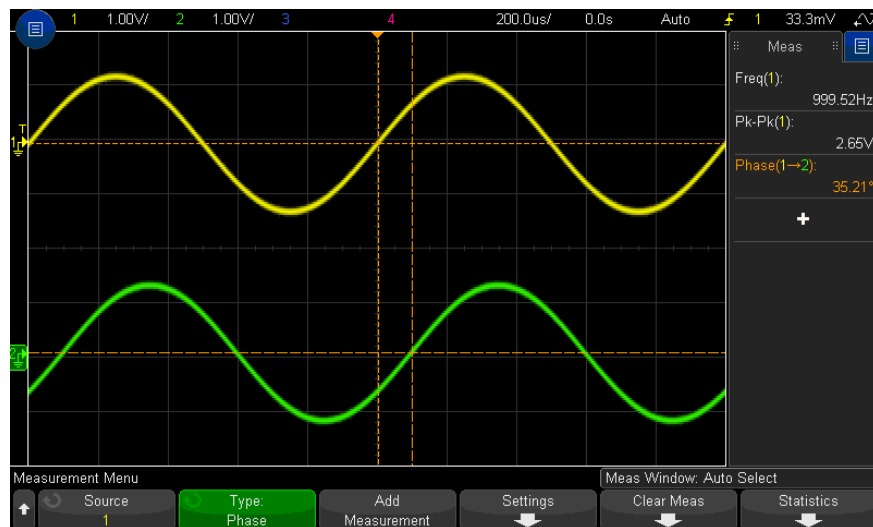 1 1.00V/ 2 1.00V/ 3 4 200.0us/ 0.0s Auto 1 33.3mV
Meas
Freq(1):
999.52Hz
Pk-Pk(1):
2.65V
Phase(1→2):
35.21°
+
T
1
2
Measurement Menu
Meas Window: Auto Select
Source
1
Type:
Phase
Add
Measurement
Settings
Clear Meas
Statistics